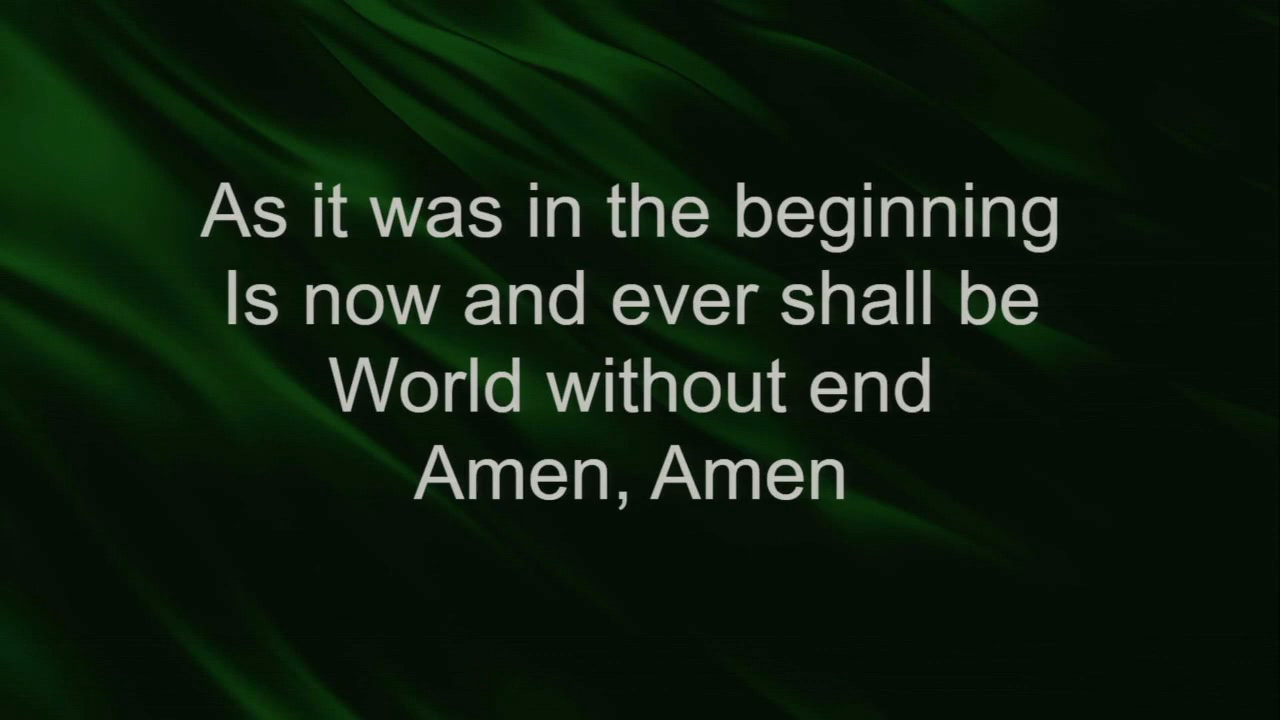 As it was in the beginning
Is now and ever shall be
World without end
Amen, Amen